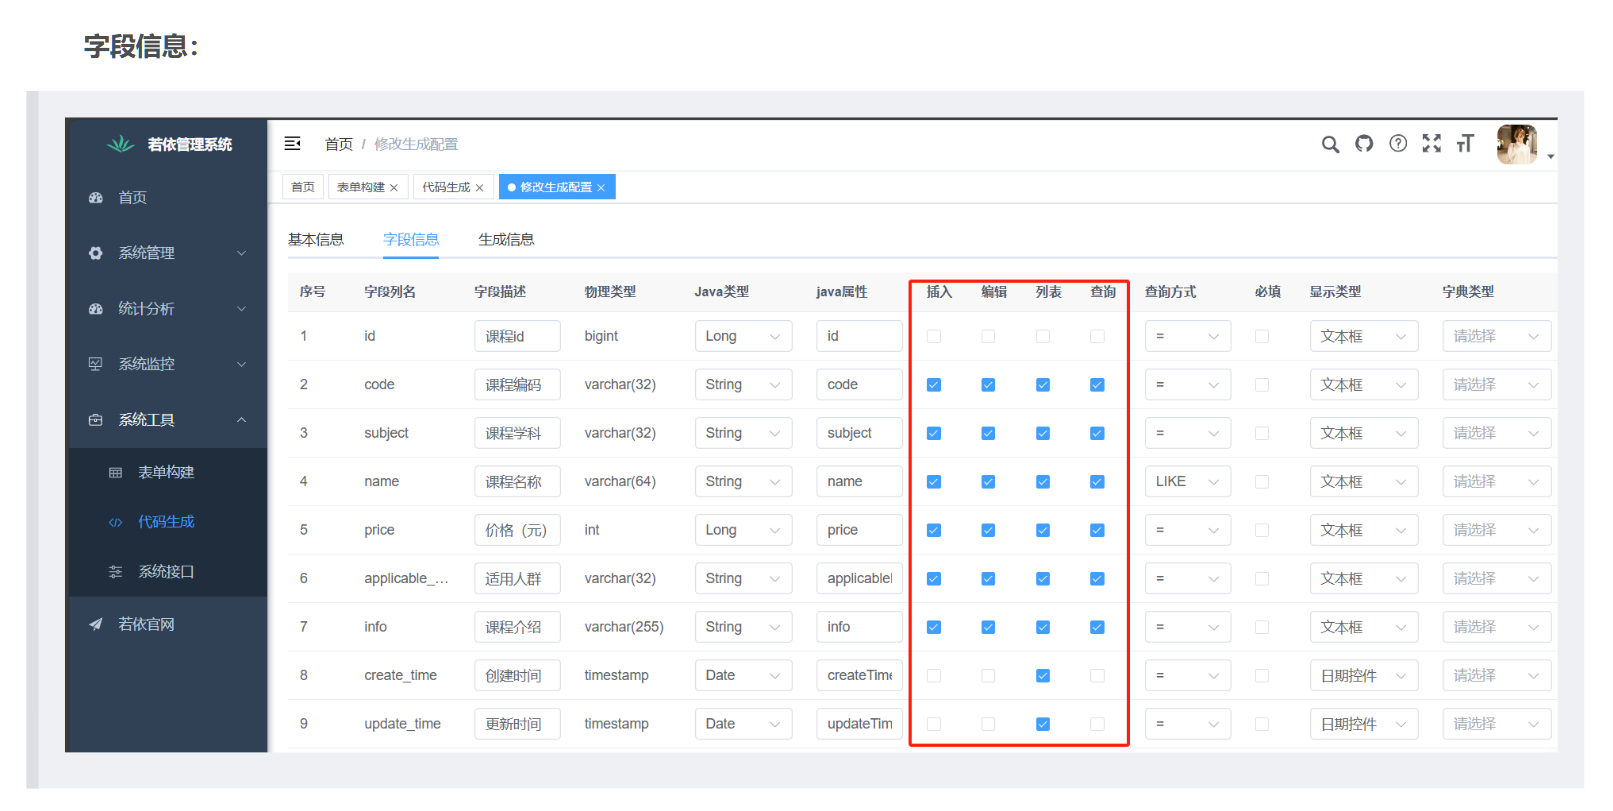 字段信息：
若依管理系统
首页 / 修改生成配置
首页 表单构建 × 代码生成 × 修改生成配置 ×
首页
系统管理
统计分析
系统监控
系统工具
表单构建
代码生成
系统接口
若依官网
基本信息 字段信息 生成信息
序号 字段列名 字段描述 物理类型 Java类型 java属性 插入 编辑 列表 查询 查询方式 必填 显示类型 字典类型
1 id 课程id bigint Long id = 文本框 请选择
2 code 课程编码 varchar(32) String code = 文本框 请选择
3 subject 课程学科 varchar(32) String subject = 文本框 请选择
4 name 课程名称 varchar(64) String name LIKE 文本框 请选择
5 price 价格（元） int Long price = 文本框 请选择
6 applicable_... 适用人群 varchar(32) String applicable = 文本框 请选择
7 info 课程介绍 varchar(255) String info = 文本框 请选择
8 create_time 创建时间 timestamp Date createTime = 日期控件 请选择
9 update_time 更新时间 timestamp Date updateTim = 日期控件 请选择